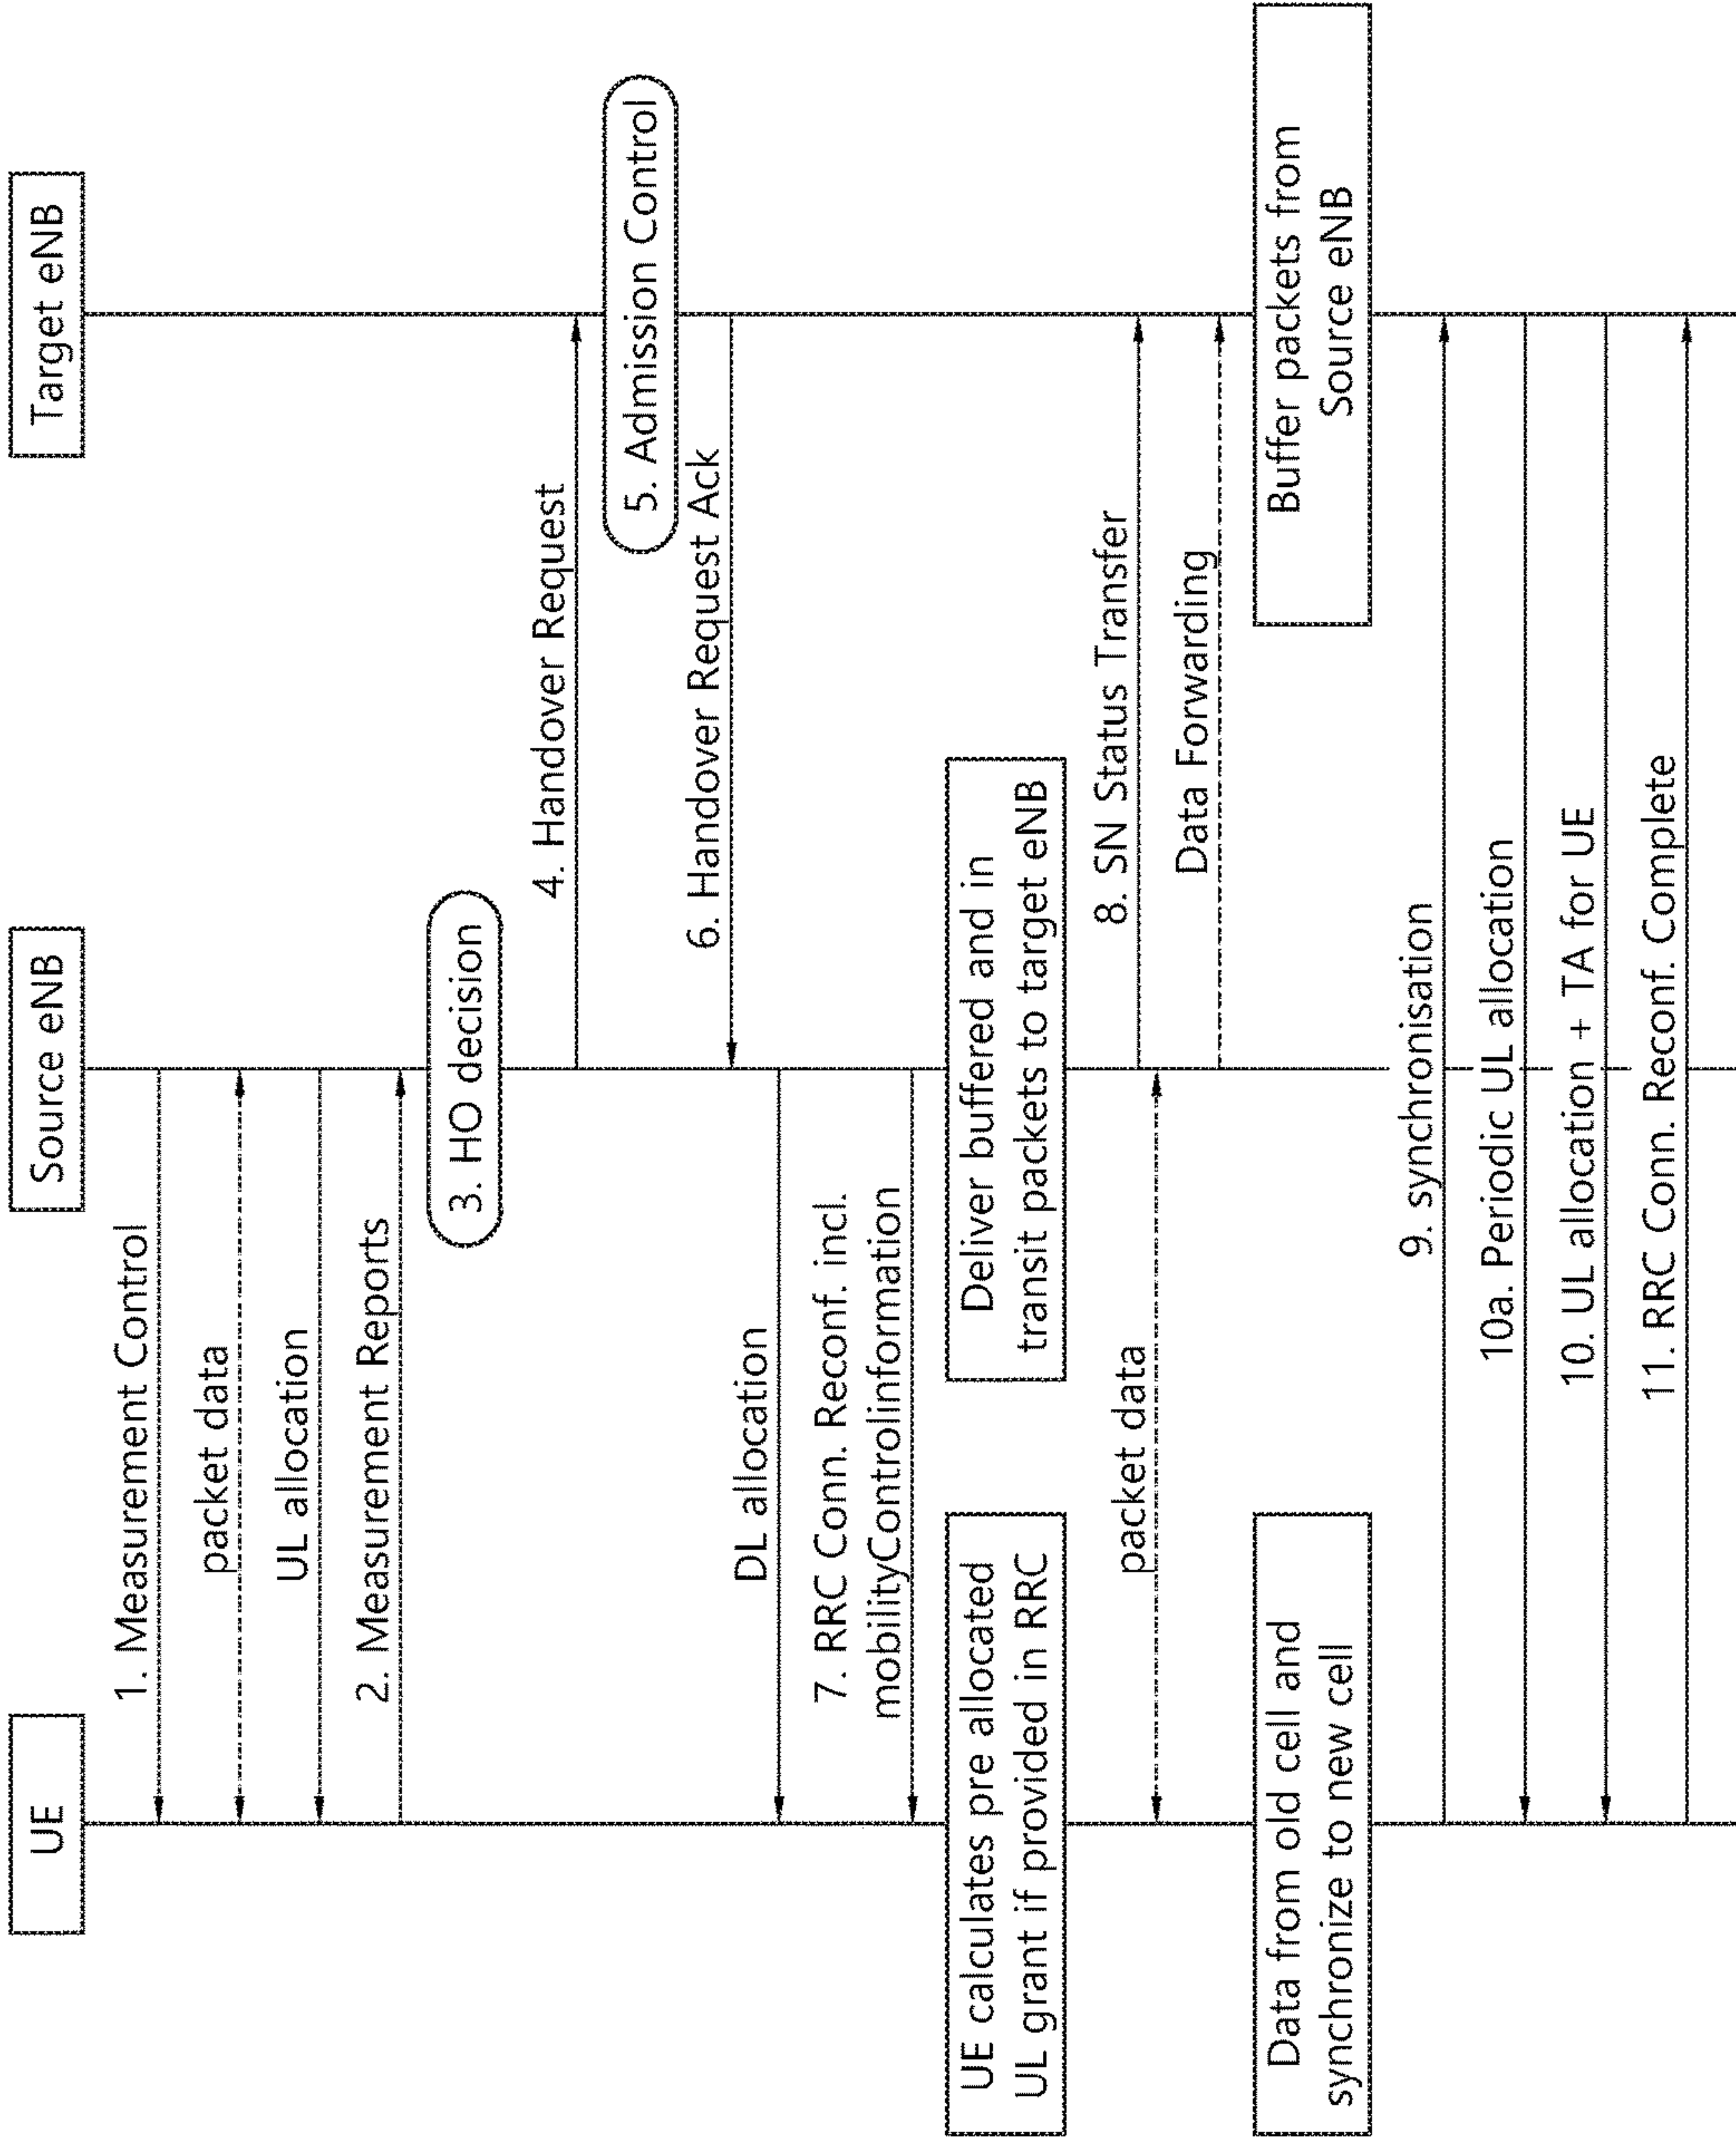 UE
Source eNB
Target eNB
1. Measurement Control
packet data
UL allocation
2. Measurement Reports
3. HO decision
4. Handover Request
5. Admission Control
6. Handover Request Ack
DL allocation
7. RRC Conn. Reconf. incl.
mobilityControlinformation
UE calculates pre allocated
UL grant if provided in RRC
Deliver buffered and in
transit packets to target eNB
8. SN Status Transfer
packet data
Data Forwarding
Data from old cell and
synchronize to new cell
Buffer packets from
Source eNB
9. synchronisation
10a. Periodic UL allocation
10. UL allocation + TA for UE
11. RRC Conn. Reconf. Complete